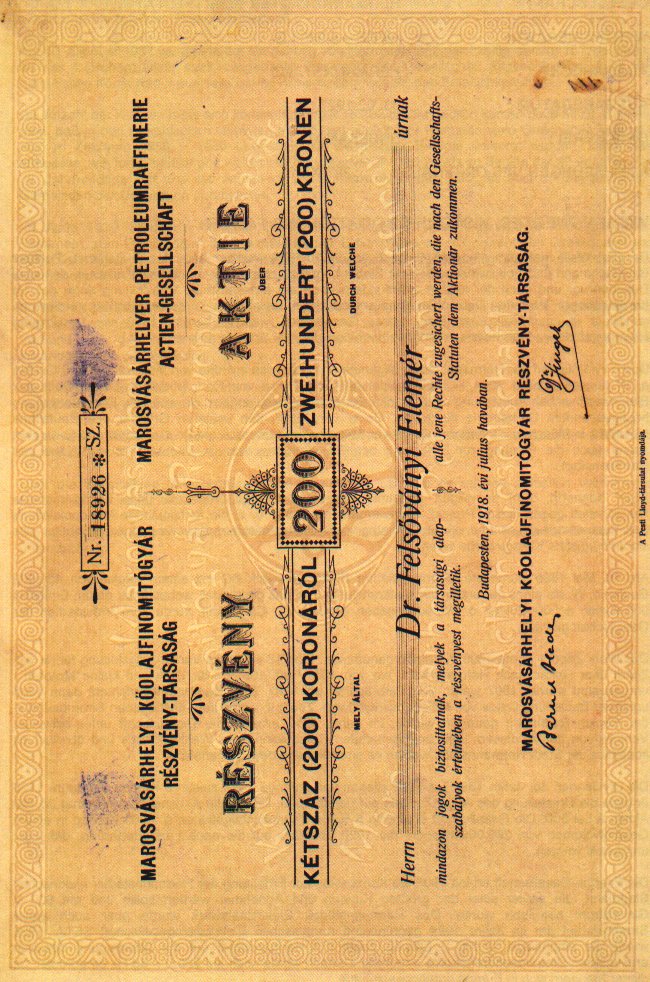 Nr. 18926 * SZ.
MAROSVÁSÁRHELYI KŐOLAJFINOMITÓGYÁR
RÉSZVÉNY-TÁRSASÁG
MAROSVÁSÁRHELYER PETROLEUMRAFFINERIE
ACTIEN-GESELLSCHAFT
RÉSZVÉNY
AKTIE
ÜBER
KÉTSZÁZ (200) KORONÁRÓL
200
ZWEIHUNDERT (200) KRONEN
MELY ÁLTAL
DURCH WELCHE
Herrn Dr. Felsőványi Elemér úrnak
mindazon jogok biztosittatnak, melyek a társasági alap-
szabályok értelmében a részvényest megilletik.
alle jene Rechte zugesichert werden, die nach den Gesellschafts-
Statuten dem Aktionär zukommen.
Budapesten, 1918. évi julius havában.
MAROSVÁSÁRHELYI KŐOLAJFINOMITÓGYÁR RÉSZVÉNY-TÁRSASÁG.
A Pesti Lloyd-társulat nyomdája.